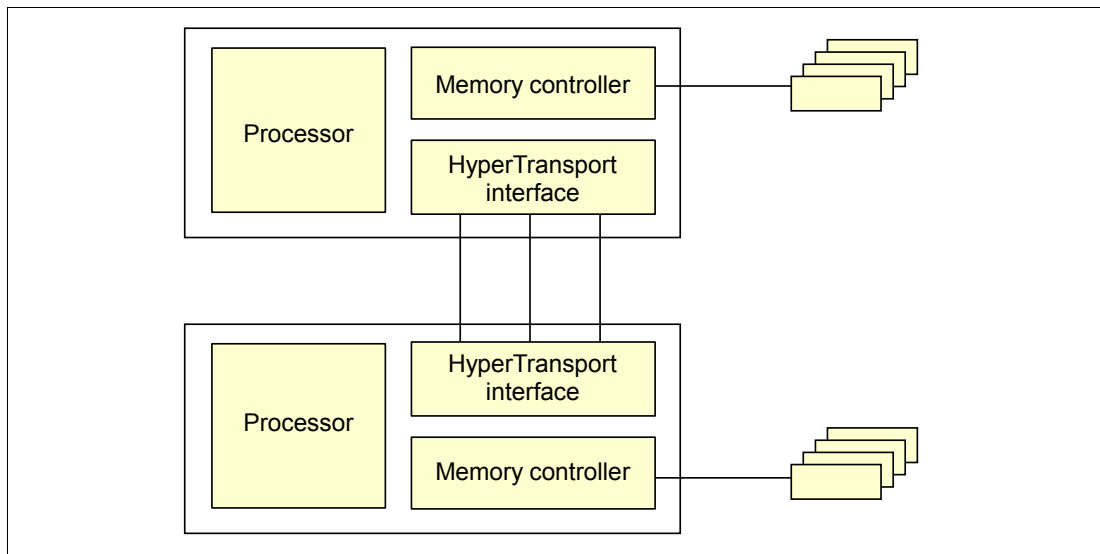 Memory controller
Processor
HyperTransport
interface
HyperTransport
interface
Processor
Memory controller